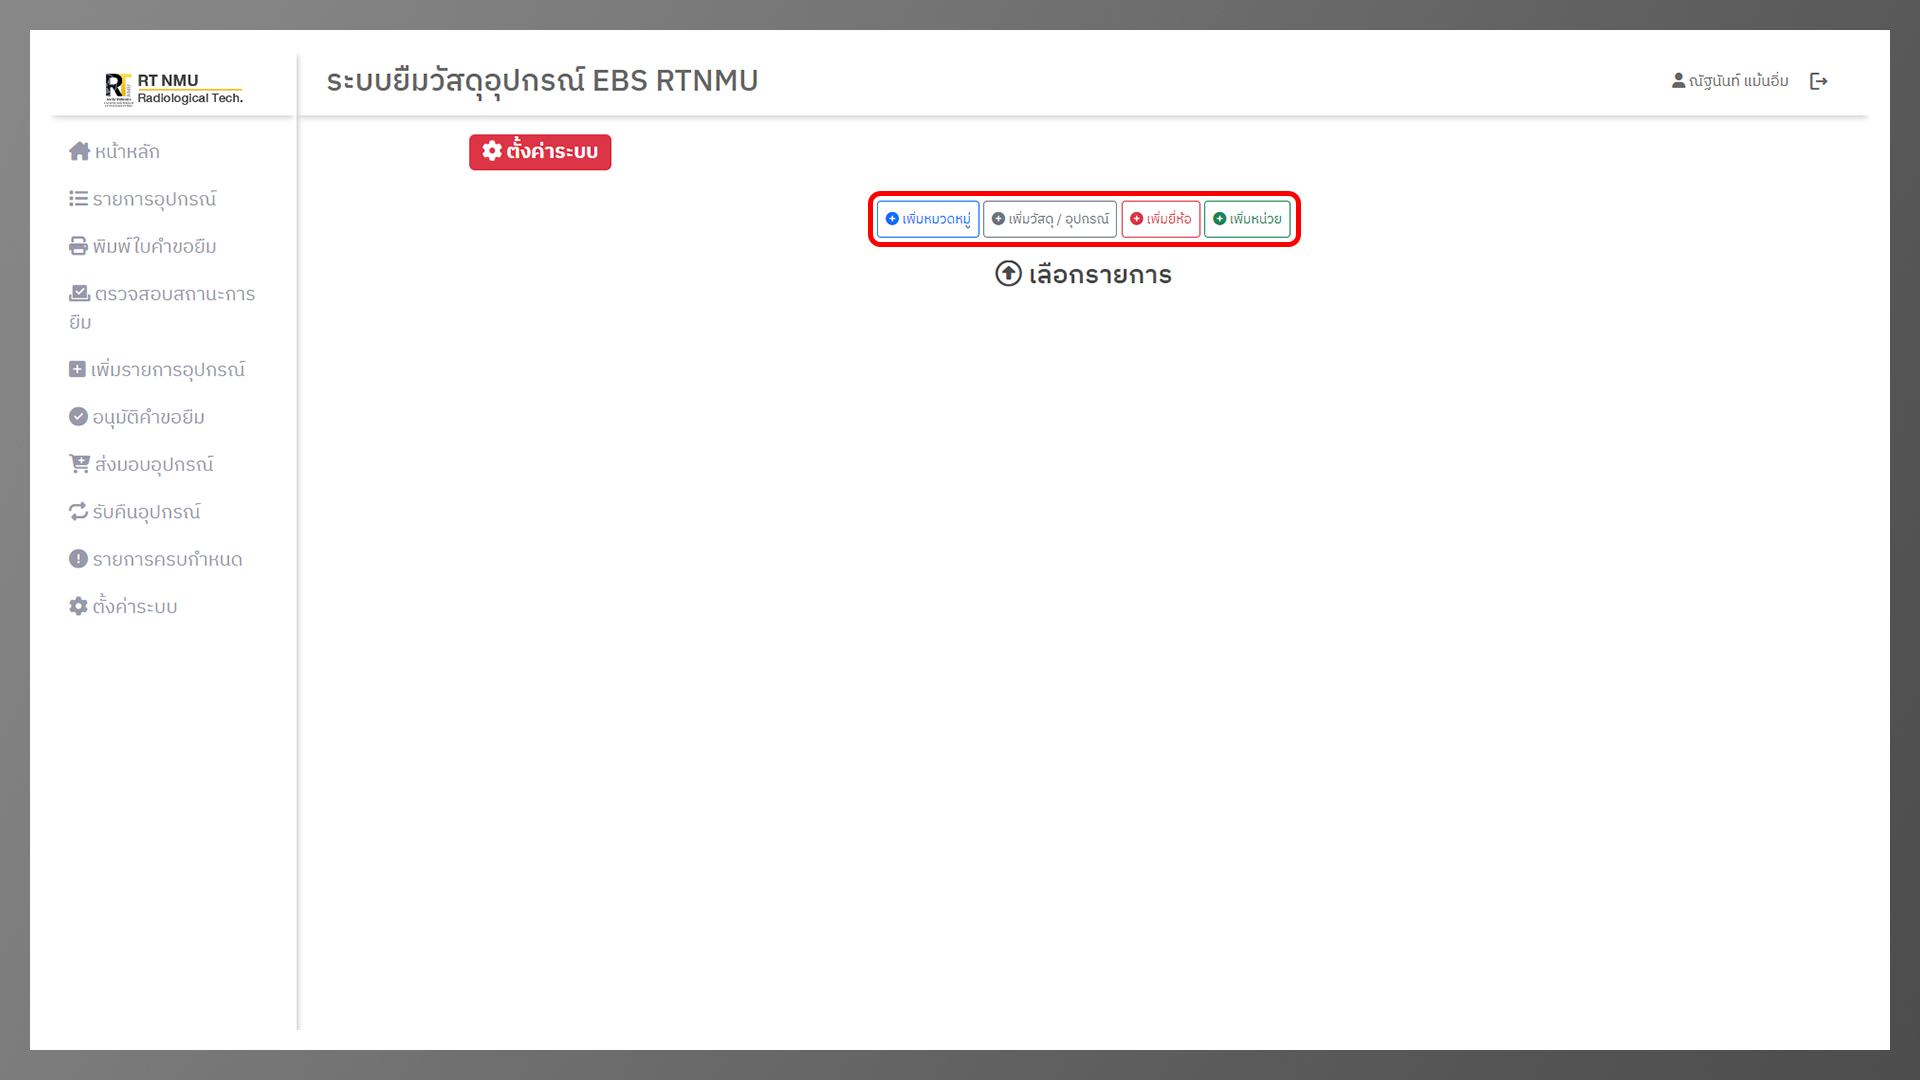 RT NMU
Radiological Tech.
ระบบยืมวัสดุอุปกรณ์ EBS RTNMU
ณัฐนันท์ แม้นอิ่ม
หน้าหลัก
รายการอุปกรณ์
พิมพ์ใบคำขอยืม
ตรวจสอบสถานะการ
ยืม
เพิ่มรายการอุปกรณ์
อนุมัติคำขอยืม
ส่งมอบอุปกรณ์
รับคืนอุปกรณ์
รายการครบกำหนด
ตั้งค่าระบบ
ตั้งค่าระบบ
เพิ่มหมวดหมู่ เพิ่มวัสดุ / อุปกรณ์ เพิ่มยี่ห้อ เพิ่มหน่วย
เลือกรายการ